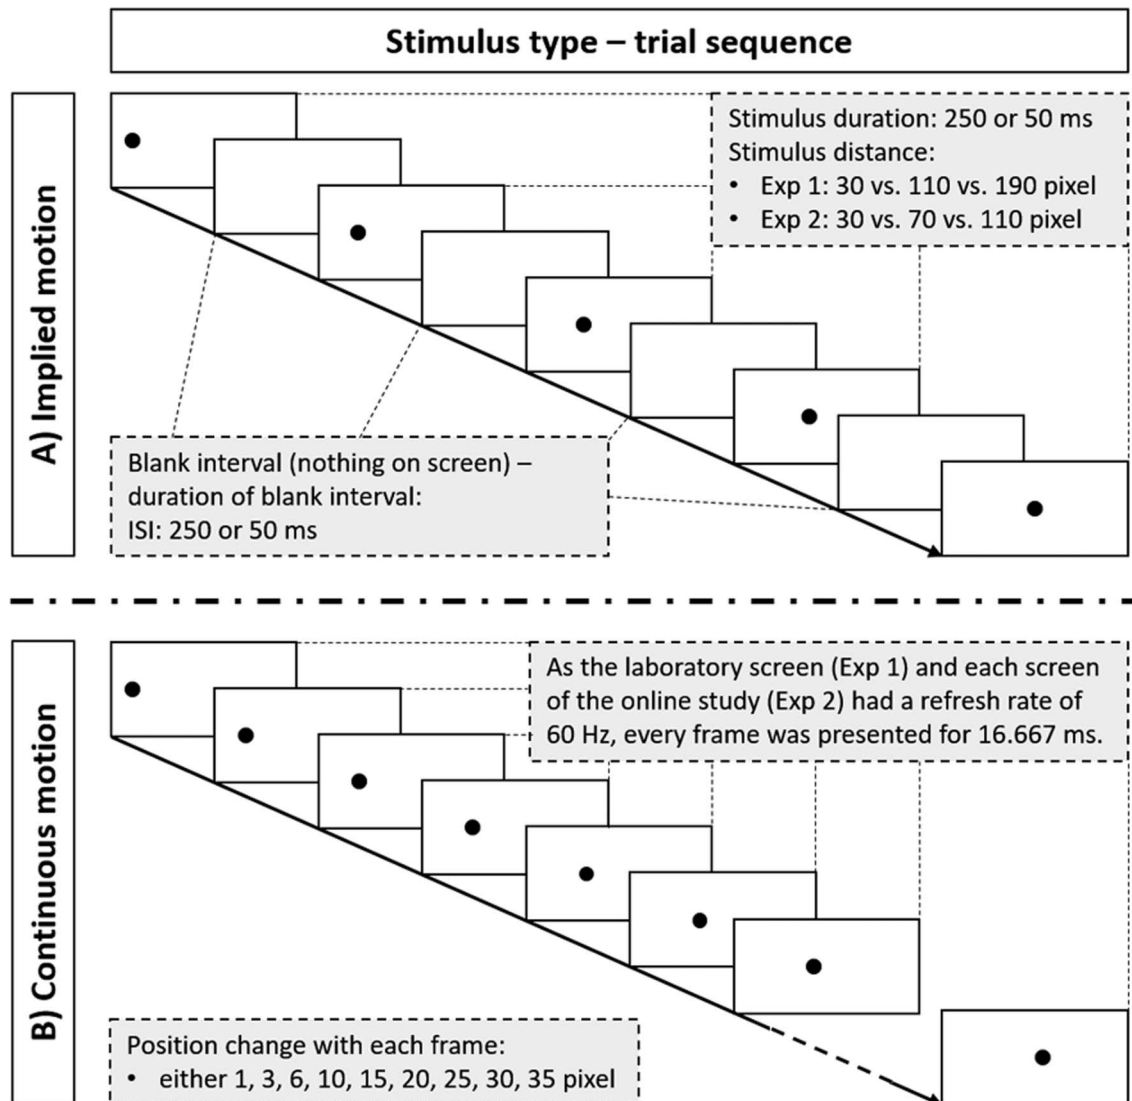 Stimulus type – trial sequence
A) Implied motion
Stimulus duration: 250 or 50 ms
Stimulus distance:
• Exp 1: 30 vs. 110 vs. 190 pixel
• Exp 2: 30 vs. 70 vs. 110 pixel
Blank interval (nothing on screen) –
duration of blank interval:
ISI: 250 or 50 ms
B) Continuous motion
As the laboratory screen (Exp 1) and each screen
of the online study (Exp 2) had a refresh rate of
60 Hz, every frame was presented for 16.667 ms.
Position change with each frame:
• either 1, 3, 6, 10, 15, 20, 25, 30, 35 pixel